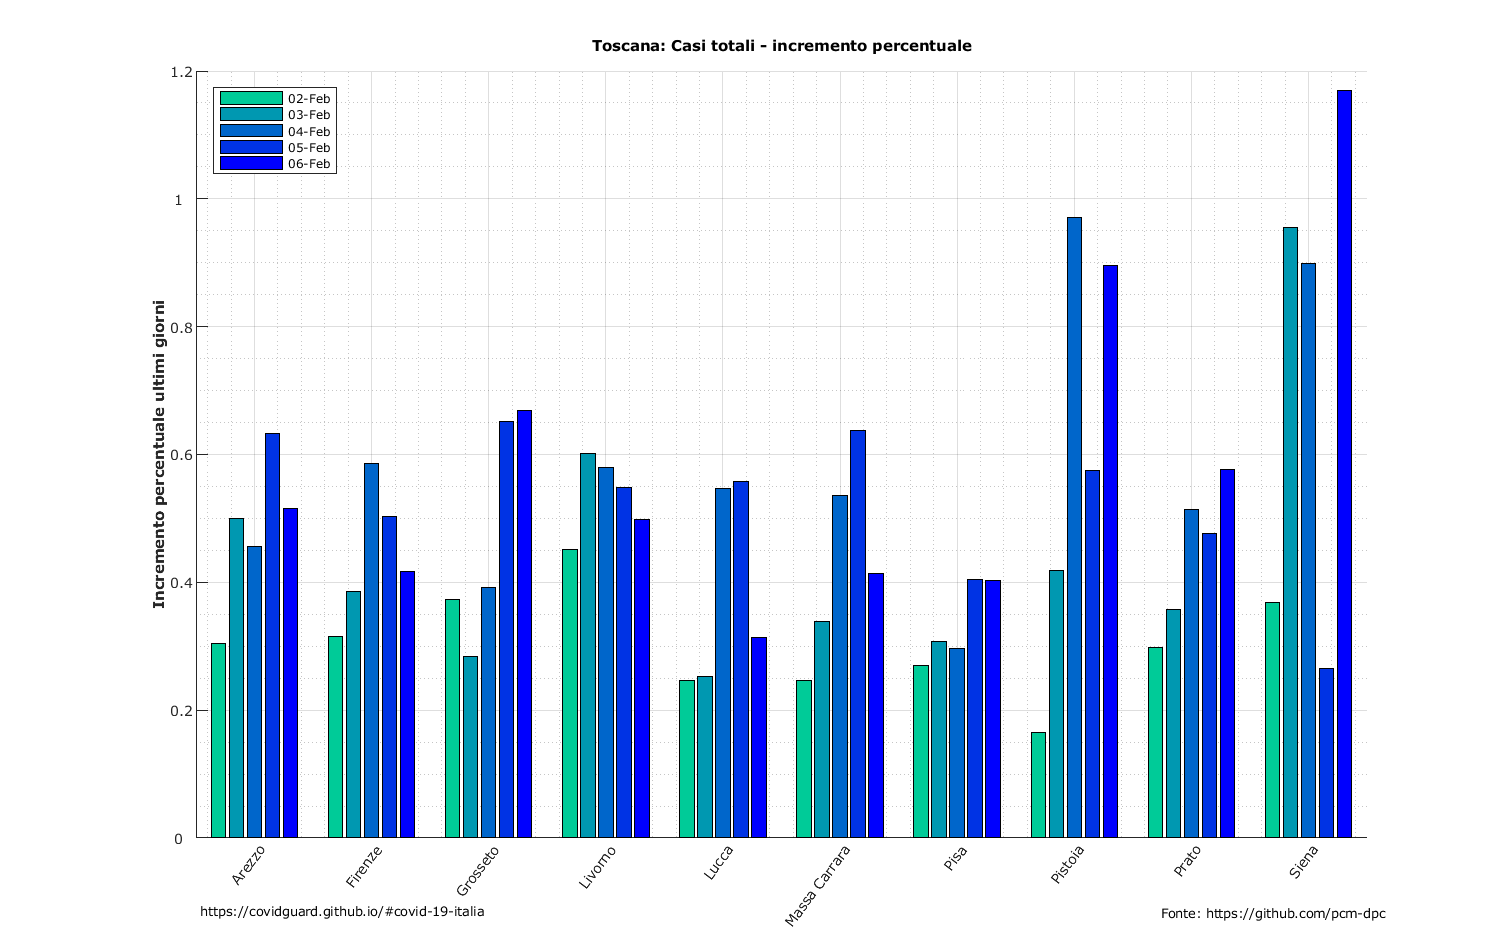 Toscana: Casi totali - incremento percentuale
1.2
1
0.8
0.6
0.4
0.2
0
Incremento percentuale ultimi giorni
02-Feb
03-Feb
04-Feb
05-Feb
06-Feb
Arezzo
Firenze
Grosseto
Livorno
Lucca
Massa Carrara
Pisa
Pistoia
Prato
Siena
https://covidguard.github.io/#covid-19-italia
Fonte: https://github.com/pcm-dpc